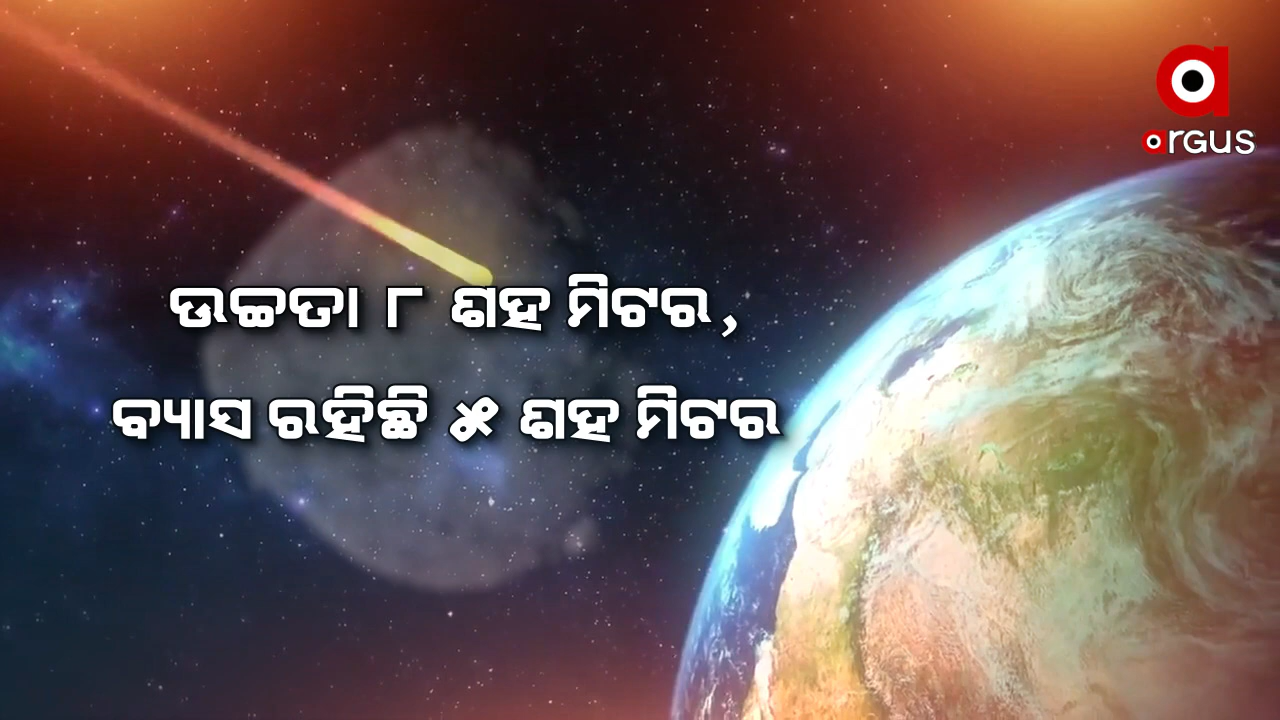 argus
ଉଚ୍ଚତା ୮ ଶହ ମିଟର,
ବ୍ୟାସ ରହିଛି ୫ ଶହ ମିଟର